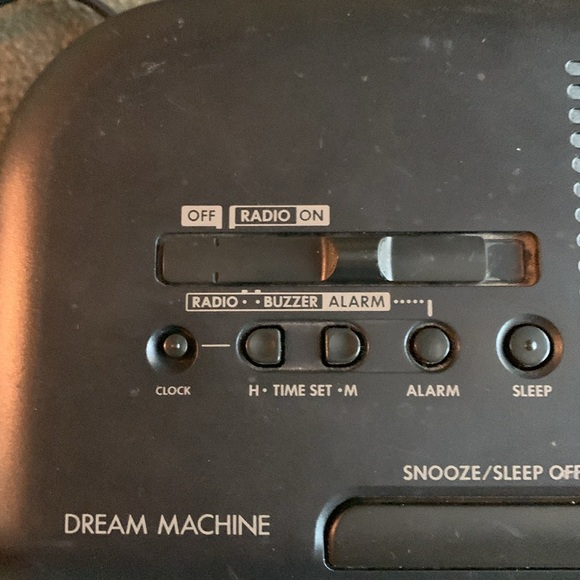 OFF RADIO ON
RADIO • • BUZZER ALARM
CLOCK H • TIME SET • M ALARM SLEEP
SNOOZE/SLEEP OFF
DREAM MACHINE